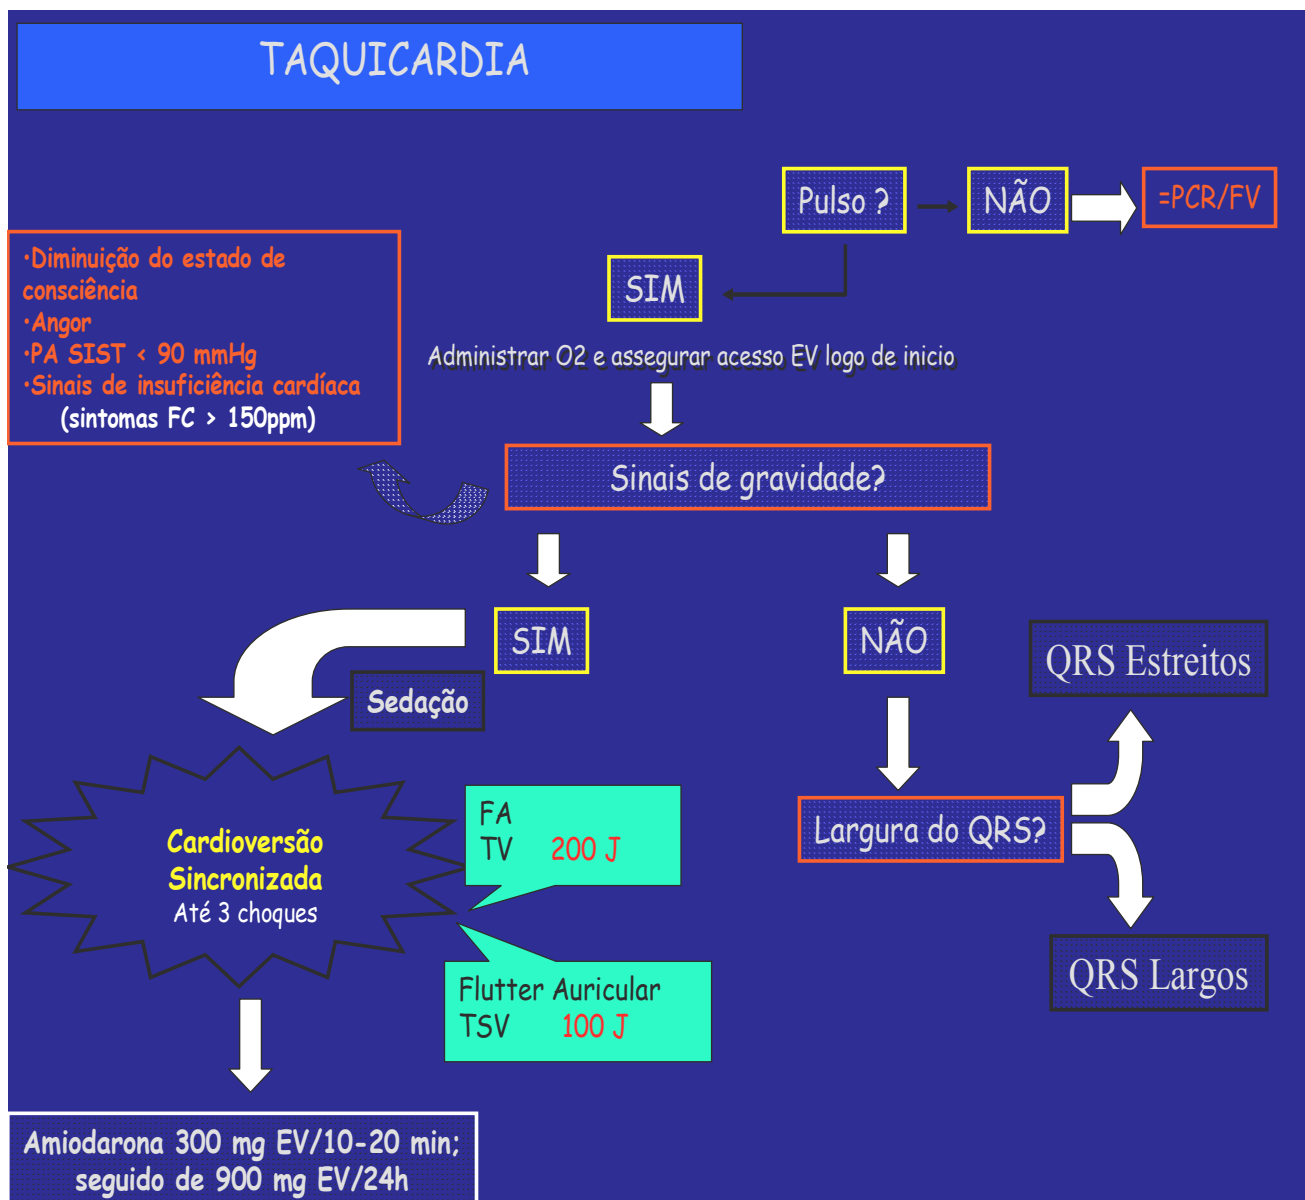 TAQUICARDIA
Pulso ?
NÃO
=PCR/FV
SIM
•Diminuição do estado de
consciência
•Angor
•PA SIST < 90 mmHg
•Sinais de insuficiência cardíaca
(sintomas FC > 150ppm)
Administrar O2 e assegurar acesso EV logo de inicio
Sinais de gravidade?
SIM
NÃO
QRS Estreitos
Sedação
FA
TV 200 J
Largura do QRS?
Cardioversão
Sincronizada
Até 3 choques
QRS Largos
Flutter Auricular
TSV 100 J
Amiodarona 300 mg EV/10-20 min;
seguido de 900 mg EV/24h